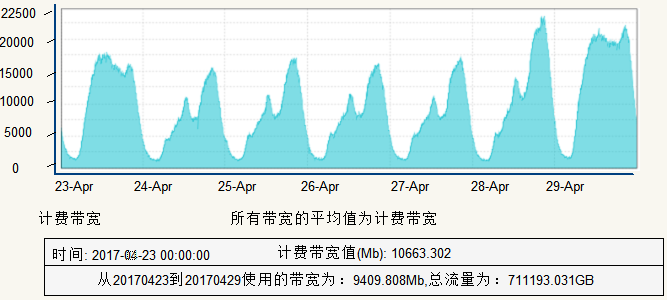 22500
20000
15000
10000
5000
0
23-Apr 24-Apr 25-Apr 26-Apr 27-Apr 28-Apr 29-Apr
计费带宽 所有带宽的平均值为计费带宽
时间: 2017-04-23 00:00:00 计费带宽值(Mb): 10663.302
从20170423到20170429使用的带宽为：9409.808Mb,总流量为：711193.031GB